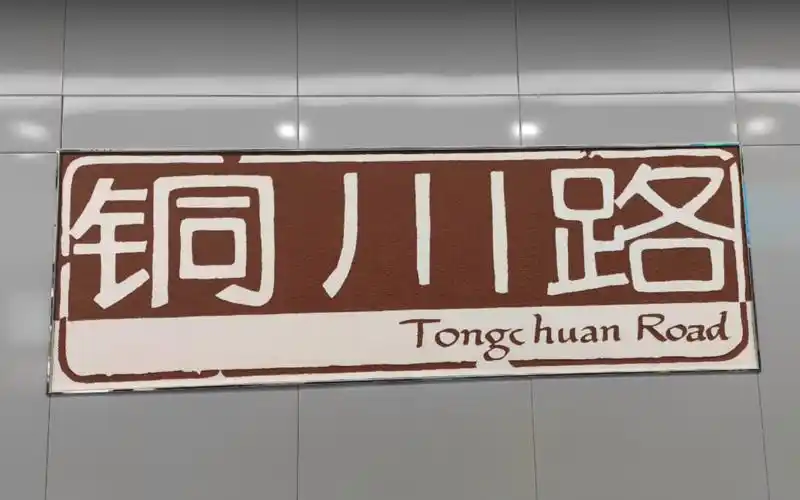 铜川路
Tongchuan Road